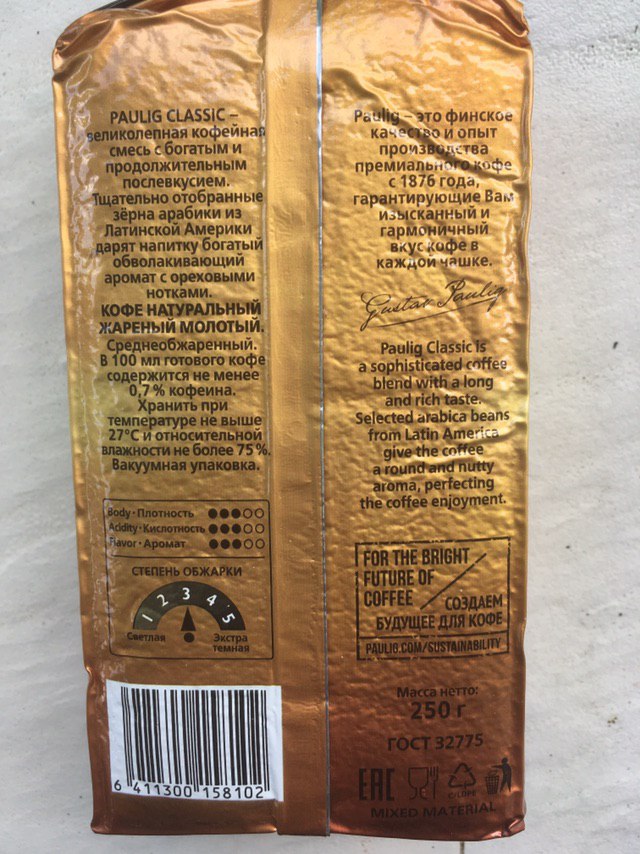 PAULIG CLASSIC –
великолепная кофейная
смесь с богатым и
продолжительным
послевкусием.
Тщательно отобранные
зёрна арабики из
Латинской Америки
дарят напитку богатый
обволакивающий
аромат с ореховыми
нотками.
КОФЕ НАТУРАЛЬНЫЙ
ЖАРЕНЫЙ МОЛОТЫЙ.
Среднеобжаренный.
В 100 мл готового кофе
содержится не менее
0,7 % кофеина.
Хранить при
температуре не выше
27°С и относительной
влажности не более 75 %.
Вакуумная упаковка.
Body · Плотность
Acidity · Кислотность
Flavor · Аромат
СТЕПЕНЬ ОБЖАРКИ
1 2 3 4 5
Светлая
Экстра
темная
6 411300 158102
Paulig – это финское
качество и опыт
производства
премиального кофе
с 1876 года,
гарантирующие Вам
изысканный и
гармоничный
вкус кофе в
каждой чашке.
Gustav Paulig
Paulig Classic is
a sophisticated coffee
blend with a long
and rich taste.
Selected arabica beans
from Latin America
give the coffee
a round and nutty
aroma, perfecting
the coffee enjoyment.
FOR THE BRIGHT
FUTURE OF
COFFEE
СОЗДАЕМ
БУДУЩЕЕ ДЛЯ КОФЕ
PAULIG.COM/SUSTAINABILITY
Масса нетто:
250 г
ГОСТ 32775
EAC
C/LDPE
MIXED MATERIAL